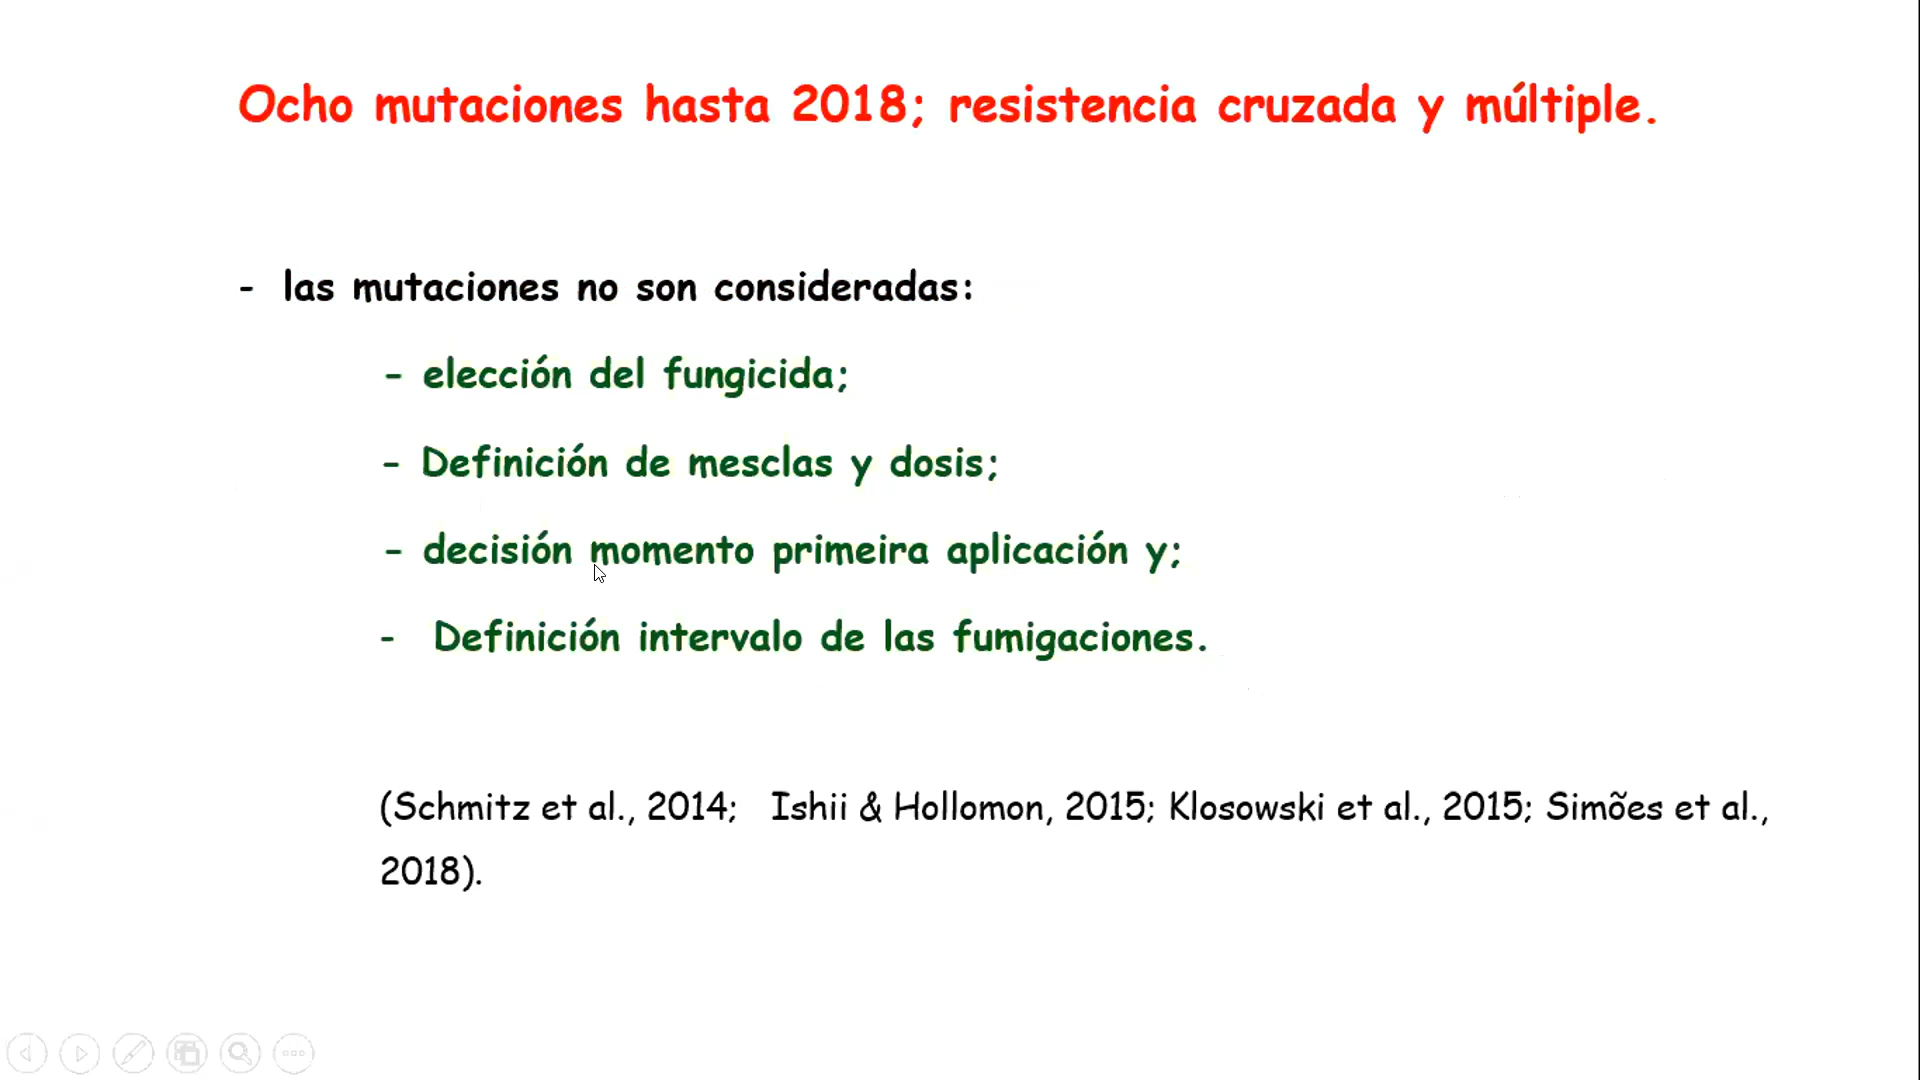 Ocho mutaciones hasta 2018; resistencia cruzada y múltiple.
- las mutaciones no son consideradas:
- elección del fungicida;
- Definición de mesclas y dosis;
- decisión momento primeira aplicación y;
- Definición intervalo de las fumigaciones.
(Schmitz et al., 2014; Ishii & Hollomon, 2015; Klosowski et al., 2015; Simões et al.,
2018).